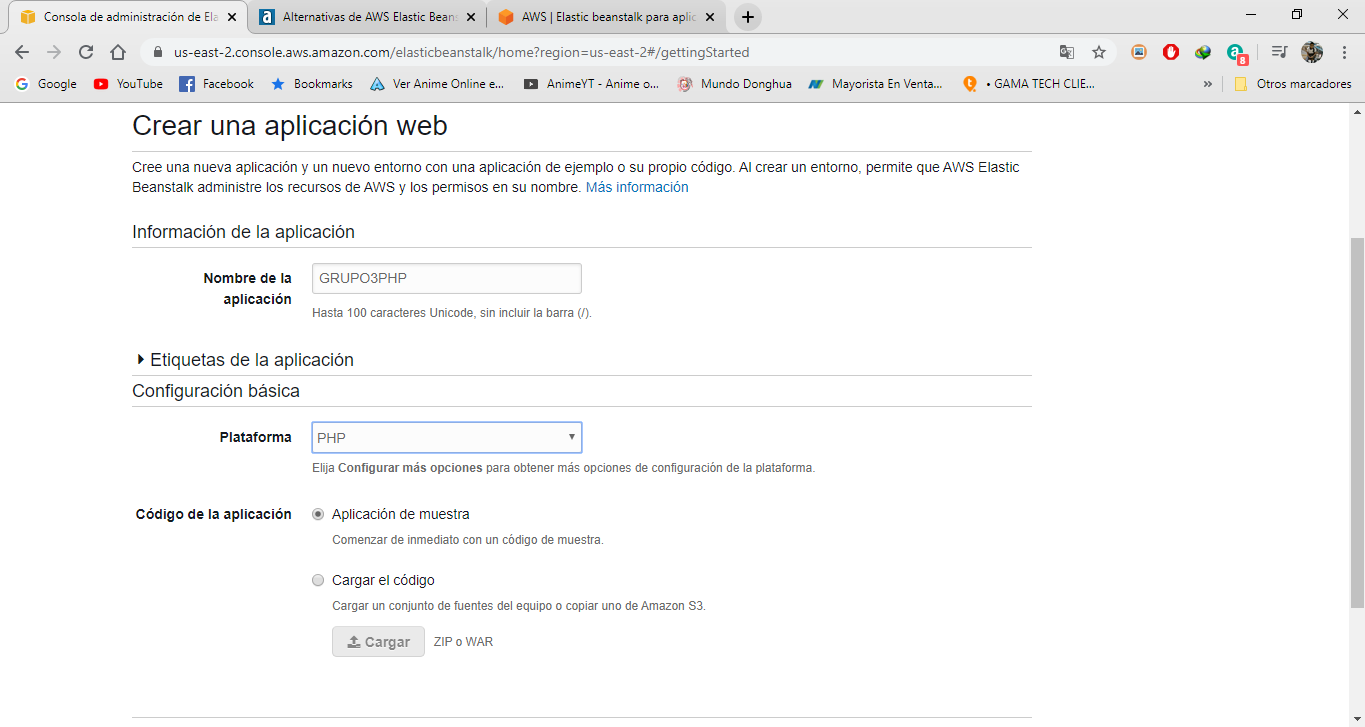 Consola de administración de Ela
Alternativas de AWS Elastic Beans
AWS | Elastic beanstalk para aplic
us-east-2.console.aws.amazon.com/elasticbeanstalk/home?region=us-east-2#/gettingStarted
8
Google
YouTube
Facebook
Bookmarks
Ver Anime Online e...
AnimeYT - Anime o...
Mundo Donghua
Mayorista En Venta...
• GAMA TECH CLIE...
»
Otros marcadores
Crear una aplicación web
Cree una nueva aplicación y un nuevo entorno con una aplicación de ejemplo o su propio código. Al crear un entorno, permite que AWS Elastic
Beanstalk administre los recursos de AWS y los permisos en su nombre. Más información
Información de la aplicación
Nombre de la
aplicación
GRUPO3PHP
Hasta 100 caracteres Unicode, sin incluir la barra (/).
Etiquetas de la aplicación
Configuración básica
Plataforma
PHP
Elija Configurar más opciones para obtener más opciones de configuración de la plataforma.
Código de la aplicación
Aplicación de muestra
Comenzar de inmediato con un código de muestra.
Cargar el código
Cargar un conjunto de fuentes del equipo o copiar uno de Amazon S3.
Cargar
ZIP o WAR